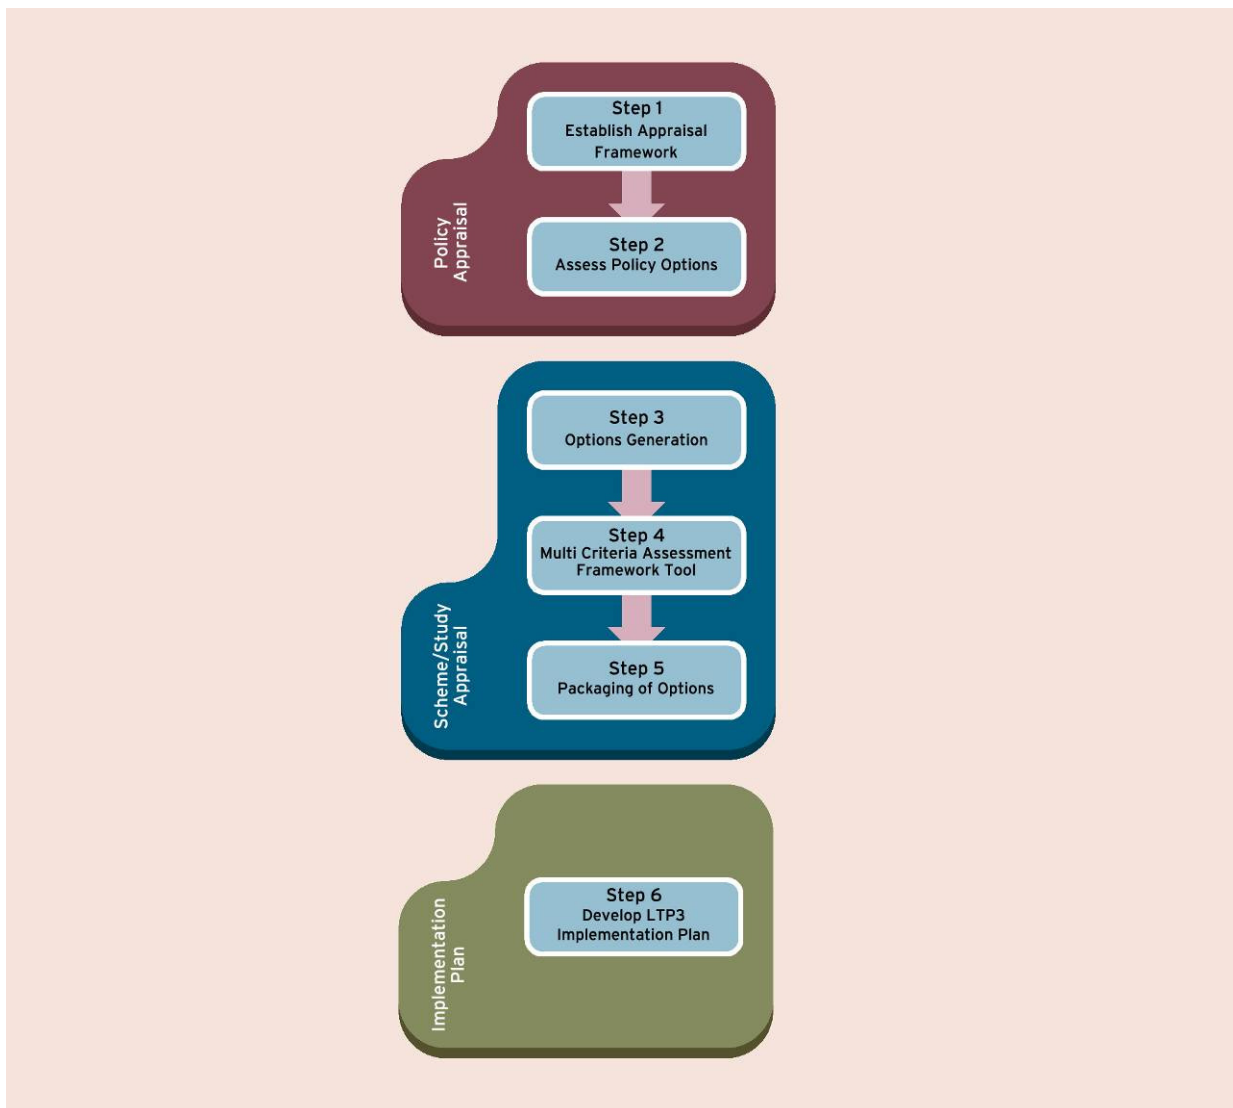 Step 1
Establish Appraisal
Framework
Policy
Appraisal
Step 2
Assess Policy Options
Step 3
Options Generation
Step 4
Multi Criteria Assessment
Framework Tool
Scheme/Study
Appraisal
Step 5
Packaging of Options
Implementation
Plan
Step 6
Develop LTP3
Implementation Plan